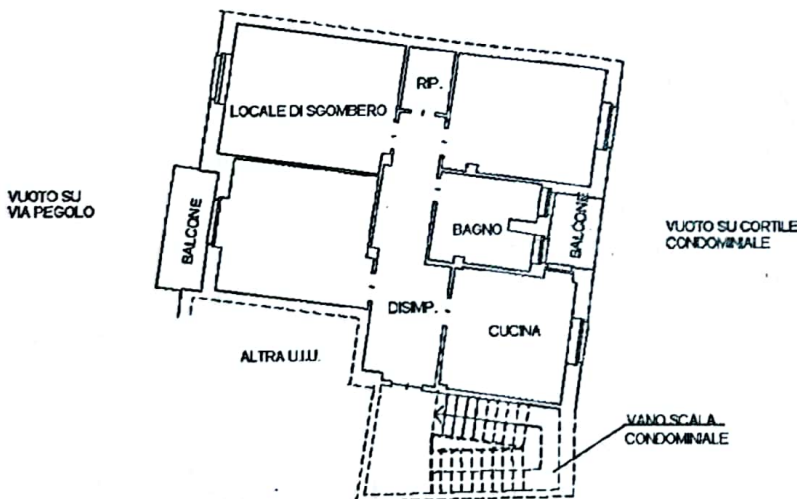 RIP.
LOCALE DI SGOMBERO
VUOTO SU
VIA PEGOLO
BALCONE
BAGNO
BALCONE
VUOTO SU CORTILE
CONDOMINIALE
DISIMP.
CUCINA
ALTRA U.I.U.
VANO SCALA
CONDOMINIALE